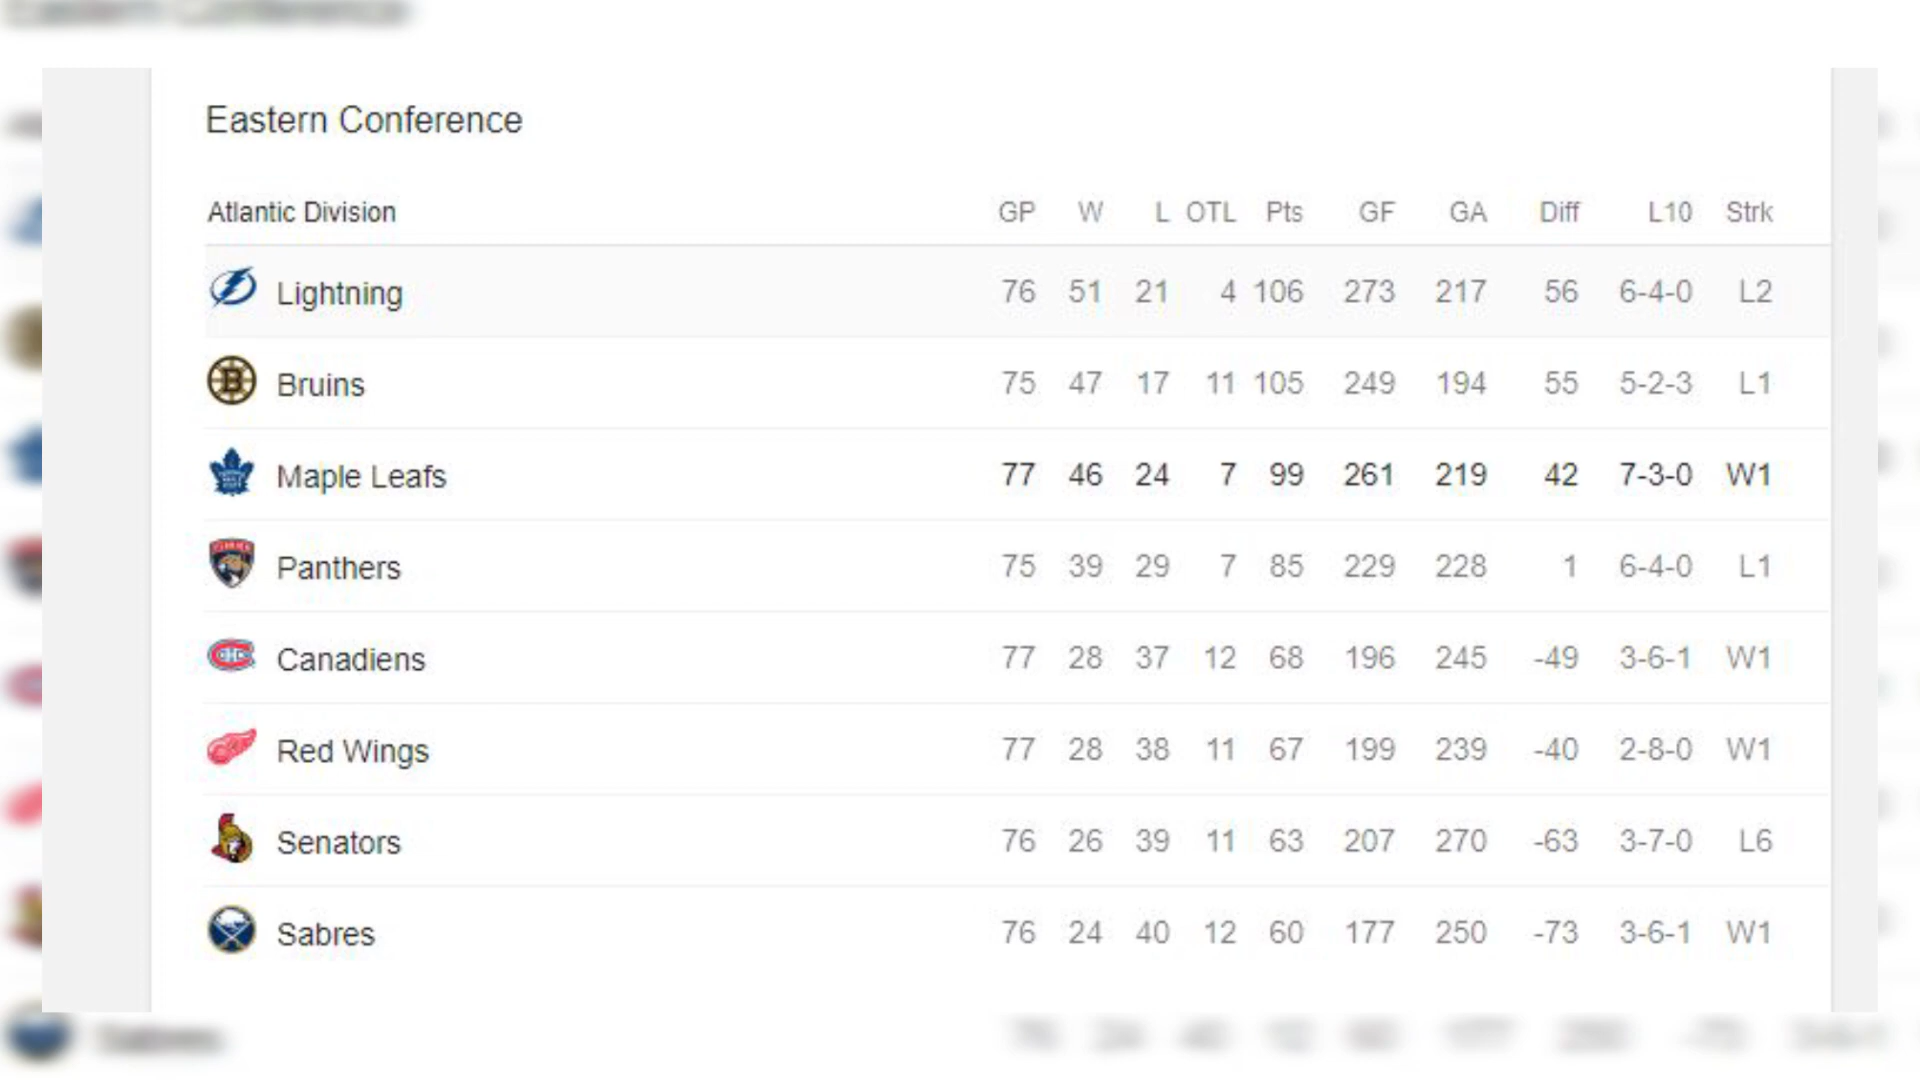 Eastern Conference
Atlantic Division GP W L OTL Pts GF GA Diff L10 Strk
Lightning 76 51 21 4 106 273 217 56 6-4-0 L2
Bruins 75 47 17 11 105 249 194 55 5-2-3 L1
Maple Leafs 77 46 24 7 99 261 219 42 7-3-0 W1
Panthers 75 39 29 7 85 229 228 1 6-4-0 L1
Canadiens 77 28 37 12 68 196 245 -49 3-6-1 W1
Red Wings 77 28 38 11 67 199 239 -40 2-8-0 W1
Senators 76 26 39 11 63 207 270 -63 3-7-0 L6
Sabres 76 24 40 12 60 177 250 -73 3-6-1 W1